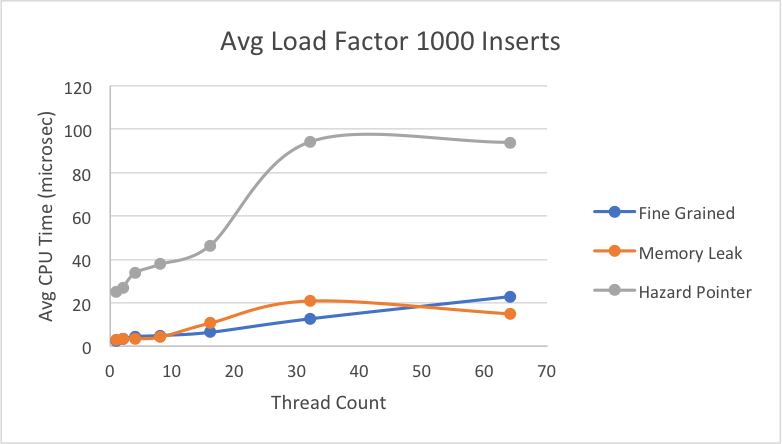 Avg Load Factor 1000 Inserts
120
100
80
60
40
20
0
Avg CPU Time (microsec)
0 10 20 30 40 50 60 70
Thread Count
Fine Grained
Memory Leak
Hazard Pointer